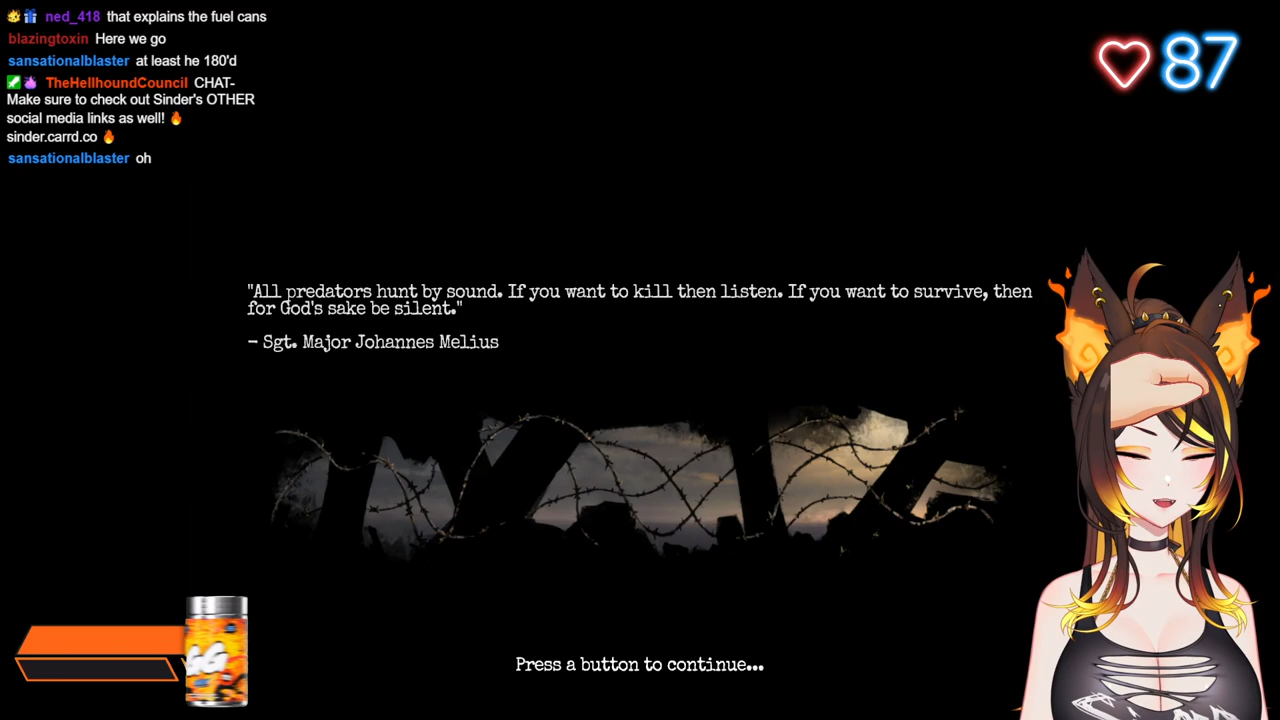 ned_418 that explains the fuel cans
blazingtoxin Here we go
sansationalblaster at least he 180'd
TheHellhoundCouncil CHAT-
Make sure to check out Sinder's OTHER
social media links as well! 🔥
sinder.carrd.co 🔥
sansationalblaster oh
87
"All predators hunt by sound. If you want to kill then listen. If you want to survive, then
for God's sake be silent."
- Sgt. Major Johannes Melius
GG
Press a button to continue...